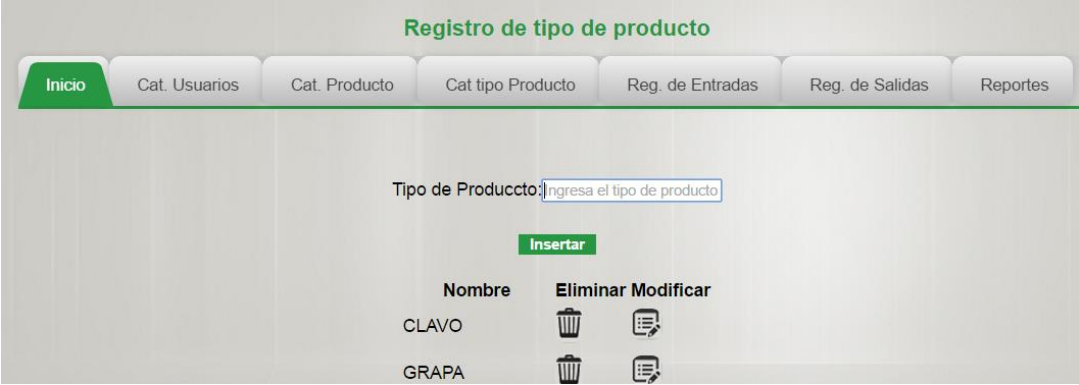 Registro de tipo de producto
Inicio Cat. Usuarios Cat. Producto Cat tipo Producto Reg. de Entradas Reg. de Salidas Reportes
Tipo de Produccto: Ingresa el tipo de producto
Insertar
Nombre Eliminar Modificar
CLAVO
GRAPA